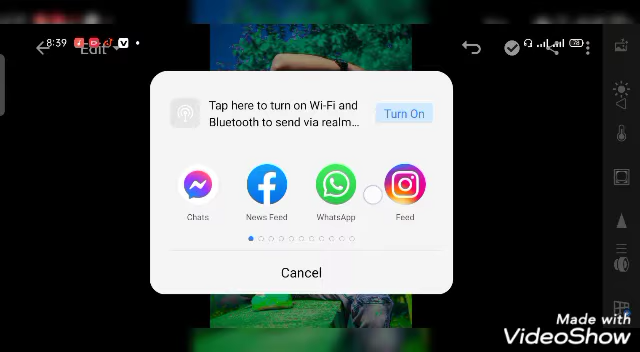 8:39
Edit
78
Tap here to turn on Wi-Fi and
Bluetooth to send via realm...
Turn On
Chats
News Feed
WhatsApp
Feed
Cancel
Made with
VideoShow